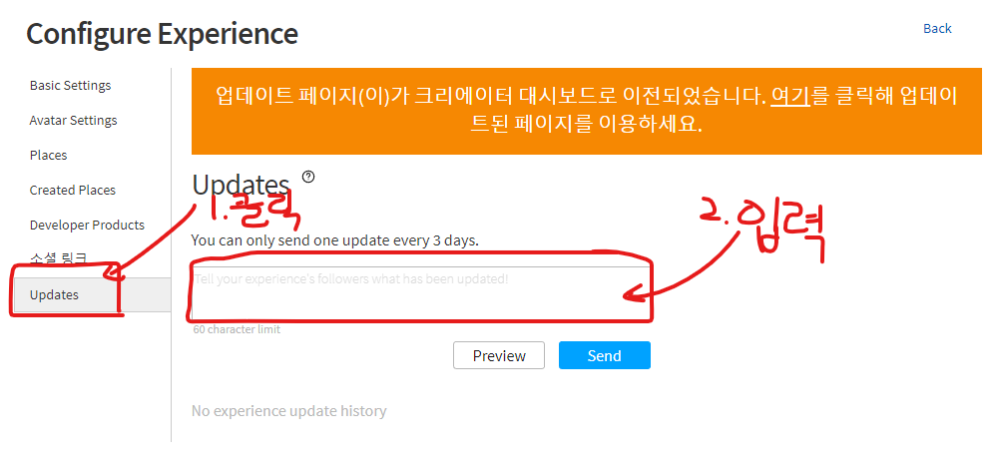 Configure Experience
Back
Basic Settings
Avatar Settings
Places
Created Places
Developer Products
소셜 링크
Updates
업데이트 페이지(이)가 크리에이터 대시보드로 이전되었습니다. 여기를 클릭해 업데이
트된 페이지를 이용하세요.
Updates
1.클릭
2.입력
You can only send one update every 3 days.
Tell your experience's followers what has been updated!
60 character limit
Preview
Send
No experience update history